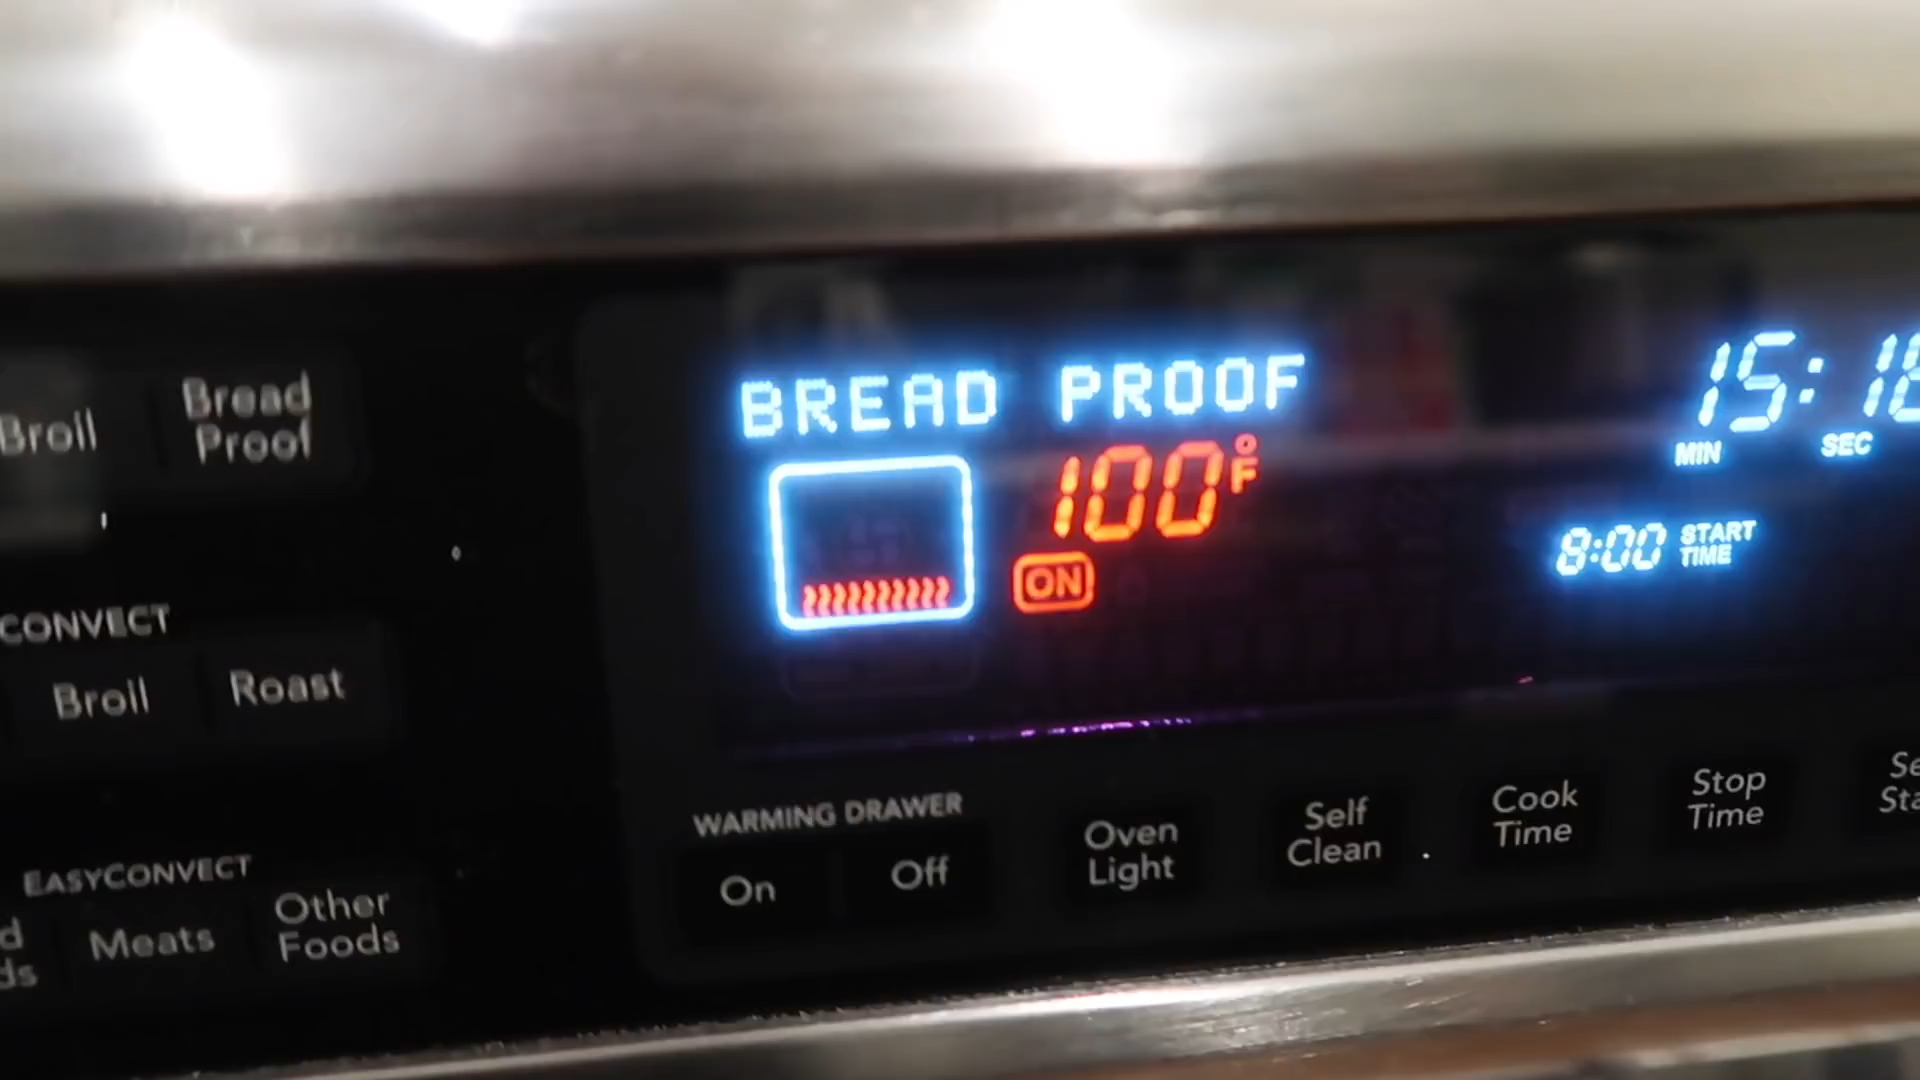 BREAD PROOF
100°F
ON
15:18
MIN SEC
8:00 START TIME
Broil
Bread
Proof
CONVECT
Broil
Roast
EASYCONVECT
Meats
Other
Foods
WARMING DRAWER
On
Off
Oven
Light
Self
Clean
Cook
Time
Stop
Time